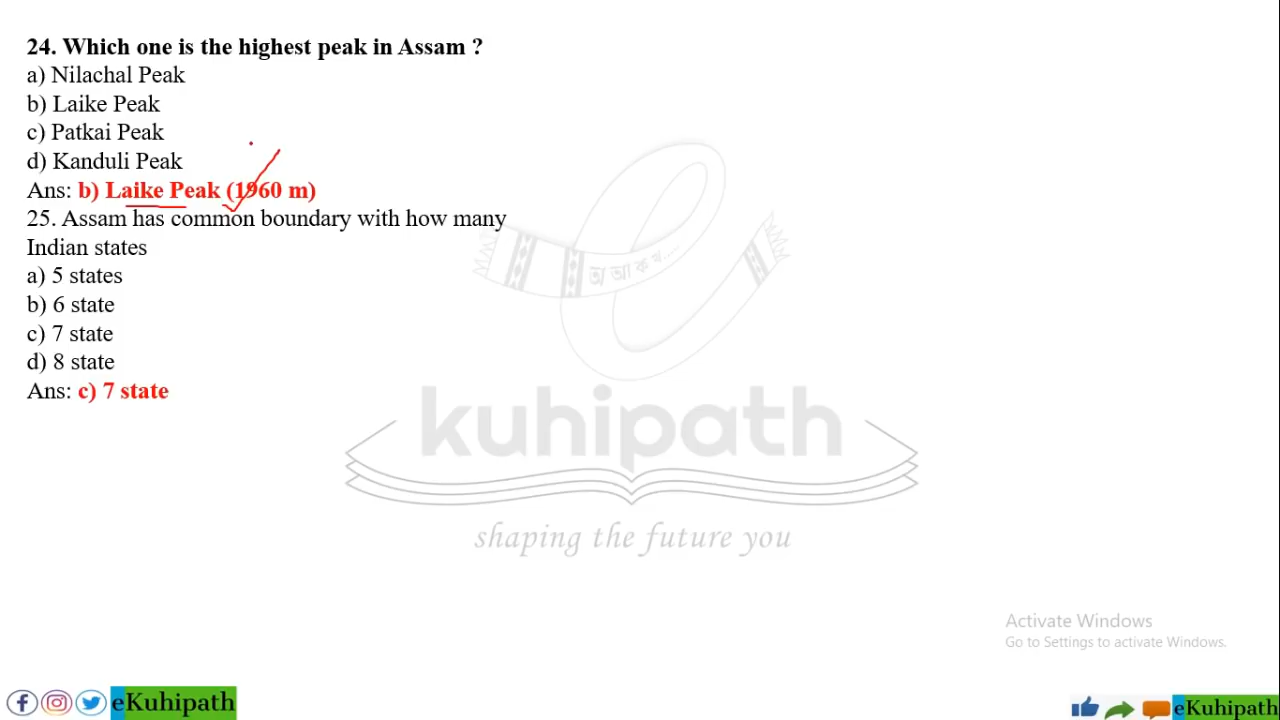 24. Which one is the highest peak in Assam ?
a) Nilachal Peak
b) Laike Peak
c) Patkai Peak
d) Kanduli Peak
Ans: b) Laike Peak (1960 m)
25. Assam has common boundary with how many
Indian states
a) 5 states
b) 6 state
c) 7 state
d) 8 state
Ans: c) 7 state
অ আ ক খ....
kuhipath
shaping the future you
Activate Windows
Go to Settings to activate Windows.
eKuhipath
eKuhipath